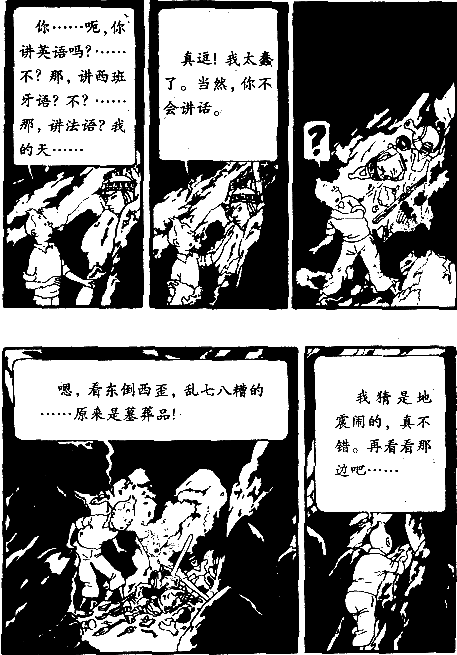 你……呃，你
讲英语吗？……
不？那，讲西班
牙语？不？……
那，讲法语？我
的天……
真逗！我太蠢
了。当然，你不
会讲话。
?
嗯，看东倒西歪，乱七八糟的
……原来是墓葬品！
我猜是地
震闹的，真不
错。再看看那
边吧……